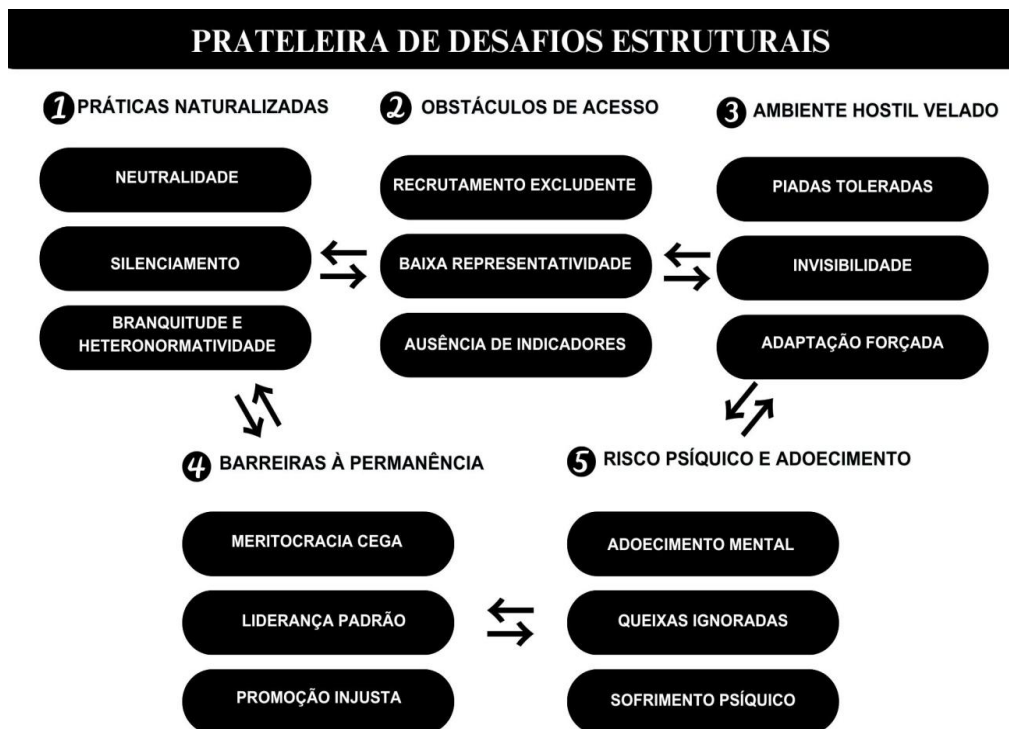 PRATELEIRA DE DESAFIOS ESTRUTURAIS
1 PRÁTICAS NATURALIZADAS
NEUTRALIDADE
SILENCIAMENTO
BRANQUITUDE E
HETERONORMATIVIDADE
2 OBSTÁCULOS DE ACESSO
RECRUTAMENTO EXCLUDENTE
BAIXA REPRESENTATIVIDADE
AUSÊNCIA DE INDICADORES
3 AMBIENTE HOSTIL VELADO
PIADAS TOLERADAS
INVISIBILIDADE
ADAPTAÇÃO FORÇADA
4 BARREIRAS À PERMANÊNCIA
MERITOCRACIA CEGA
LIDERANÇA PADRÃO
PROMOÇÃO INJUSTA
5 RISCO PSÍQUICO E ADOECIMENTO
ADOECIMENTO MENTAL
QUEIXAS IGNORADAS
SOFRIMENTO PSÍQUICO